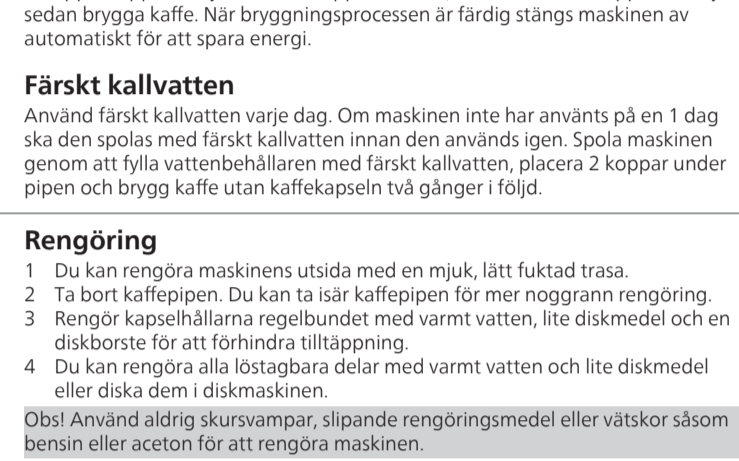 sedan brygga kaffe. När bryggningsprocessen är färdig stängs maskinen av
automatiskt för att spara energi.
Färskt kallvatten
Använd färskt kallvatten varje dag. Om maskinen inte har använts på en 1 dag
ska den spolas med färskt kallvatten innan den används igen. Spola maskinen
genom att fylla vattenbehållaren med färskt kallvatten, placera 2 koppar under
pipen och brygg kaffe utan kaffekapseln två gånger i följd.
Rengöring
1 Du kan rengöra maskinens utsida med en mjuk, lätt fuktad trasa.
2 Ta bort kaffepipen. Du kan ta isär kaffepipen för mer noggrann rengöring.
3 Rengör kapselhållarna regelbundet med varmt vatten, lite diskmedel och en
diskborste för att förhindra tilltäppning.
4 Du kan rengöra alla löstagbara delar med varmt vatten och lite diskmedel
eller diska dem i diskmaskinen.
Obs! Använd aldrig skursvampar, slipande rengöringsmedel eller vätskor såsom
bensin eller aceton för att rengöra maskinen.